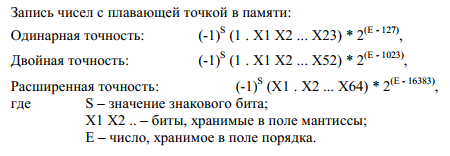 Запись чисел с плавающей точкой в памяти:
Одинарная точность: (-1)^S (1 . X1 X2 ... X23) * 2^(E - 127),
Двойная точность: (-1)^S (1 . X1 X2 ... X52) * 2^(E - 1023),
Расширенная точность: (-1)^S (X1 . X2 ... X64) * 2^(E - 16383),
где S – значение знакового бита;
X1 X2 .. – биты, хранимые в поле мантиссы;
E – число, хранимое в поле порядка.